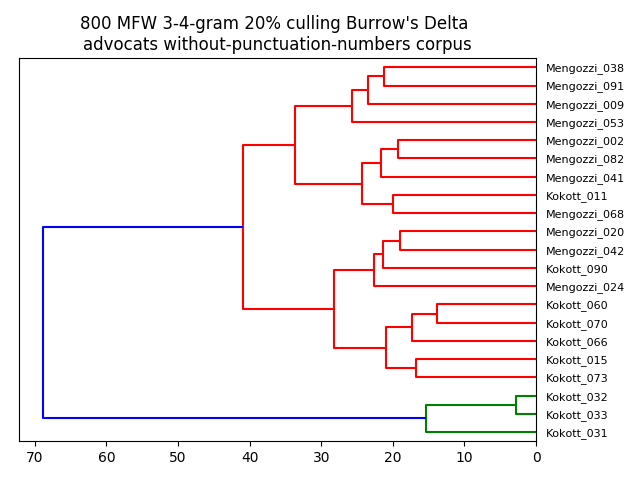 800 MFW 3-4-gram 20% culling Burrow's Delta
advocats without-punctuation-numbers corpus
Mengozzi_038
Mengozzi_091
Mengozzi_009
Mengozzi_053
Mengozzi_002
Mengozzi_082
Mengozzi_041
Kokott_011
Mengozzi_068
Mengozzi_020
Mengozzi_042
Kokott_090
Mengozzi_024
Kokott_060
Kokott_070
Kokott_066
Kokott_015
Kokott_073
Kokott_032
Kokott_033
Kokott_031
70 60 50 40 30 20 10 0